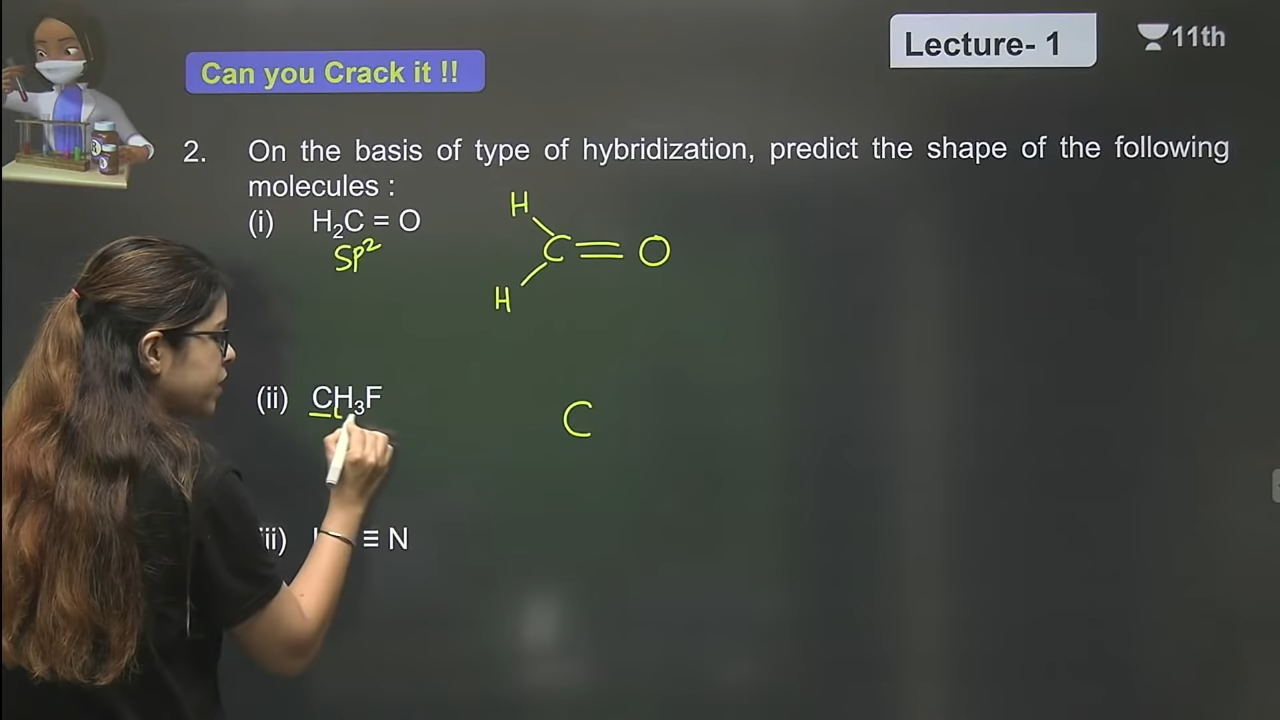 Lecture- 1
11th
Can you Crack it !!
2. On the basis of type of hybridization, predict the shape of the following
molecules :
(i) H₂C = O
sp²
H
C = O
H
(ii) CH₃F
C
iii) ≡ N